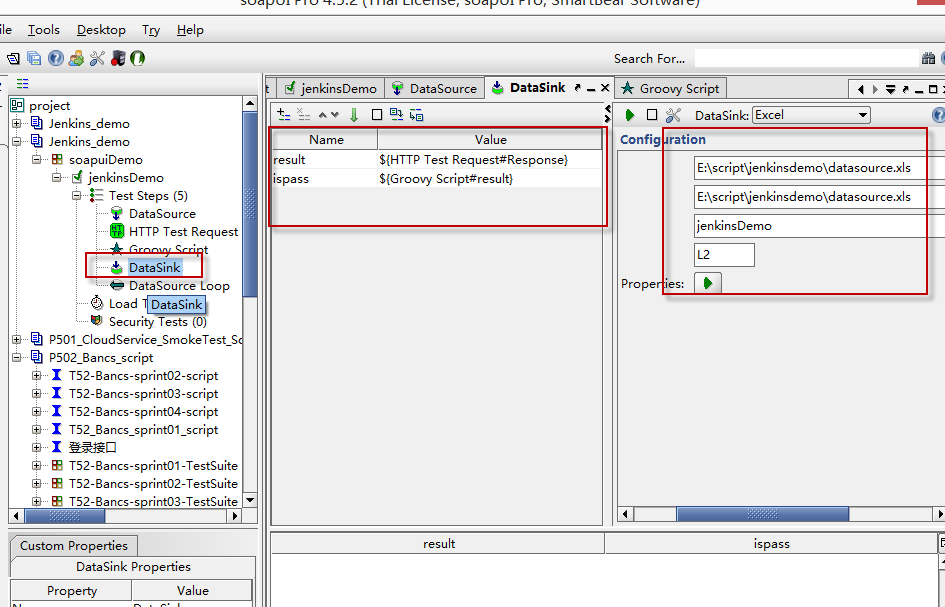 soapUI Pro 4.5.2 (Trial License, soapUI Pro, SmartBear Software)
Tools Desktop Try Help
Search For...
jenkinsDemo DataSource DataSink Groovy Script
DataSink: Excel
project
Jenkins_demo
Jenkins_demo
soapuiDemo
jenkinsDemo
Test Steps (5)
DataSource
HTTP Test Request
Groovy Script
DataSink
DataSource Loop
Load T
DataSink
Security Tests (0)
P501_CloudService_SmokeTest_Sc
P502_Bancs_script
T52-Bancs-sprint02-script
T52-Bancs-sprint03-script
T52-Bancs-sprint04-script
T52_Bancs_sprint01_script
登录接口
T52-Bancs-sprint01-TestSuite
T52-Bancs-sprint02-TestSuite
T52-Bancs-sprint03-TestSuite
Name Value
result ${HTTP Test Request#Response}
ispass ${Groovy Script#result}
Configuration
E:\script\jenkinsdemo\datasource.xls
E:\script\jenkinsdemo\datasource.xls
jenkinsDemo
L2
Properties:
Custom Properties
DataSink Properties
Property Value
result ispass